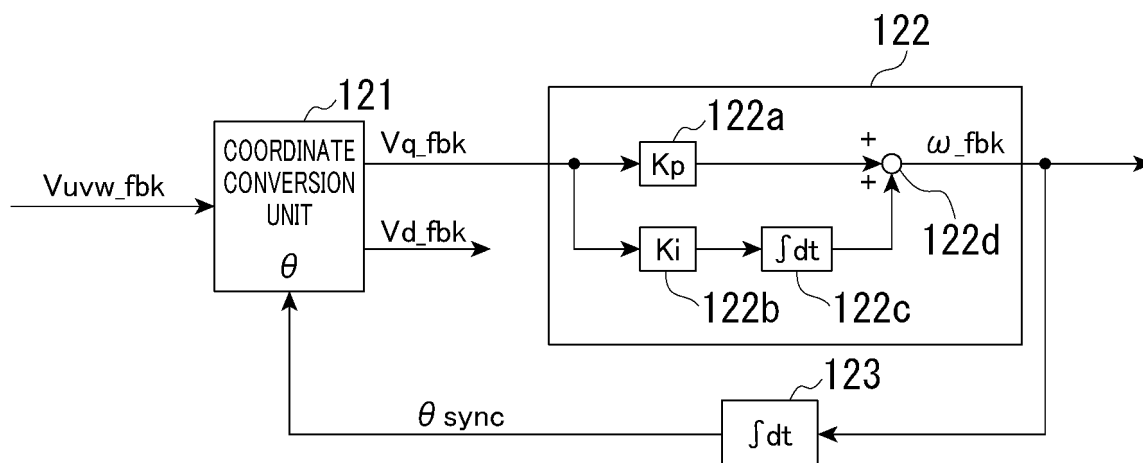 122
121
122a
COORDINATE
CONVERSION
UNIT
θ
Vuvw_fbk
Vq_fbk
Vd_fbk
Kp
+
+
ω_fbk
122d
Ki
∫dt
122b
122c
123
θ sync
∫dt